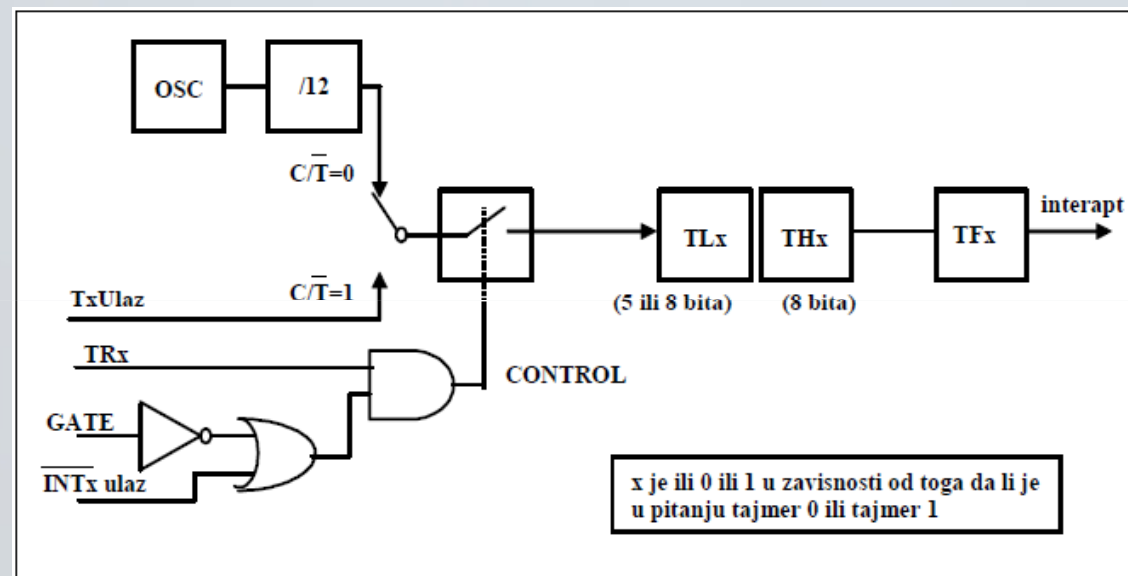 OSC
/12
C/T̅=0
interapt
TLx
THx
TFx
C/T̅=1
TxUlaz
(5 ili 8 bita)
(8 bita)
TRx
CONTROL
GATE
I̅N̅T̅x̅ ulaz
x je ili 0 ili 1 u zavisnosti od toga da li je
u pitanju tajmer 0 ili tajmer 1